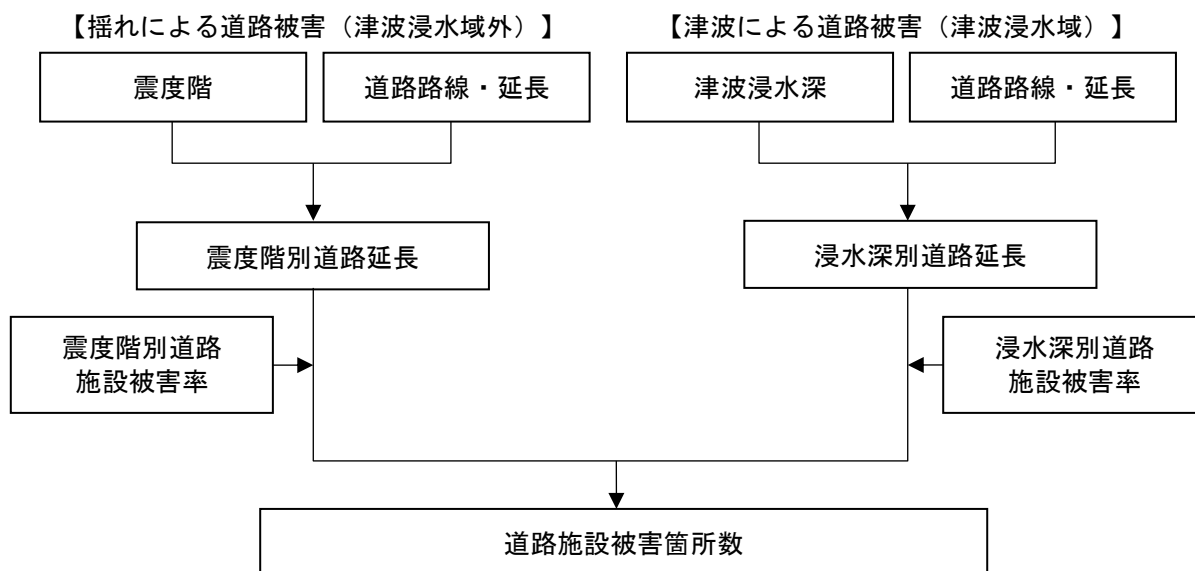 【揺れによる道路被害（津波浸水域外）】
震度階
道路路線・延長
震度階別道路延長
震度階別道路
施設被害率
【津波による道路被害（津波浸水域）】
津波浸水深
道路路線・延長
浸水深別道路延長
浸水深別道路
施設被害率
道路施設被害箇所数